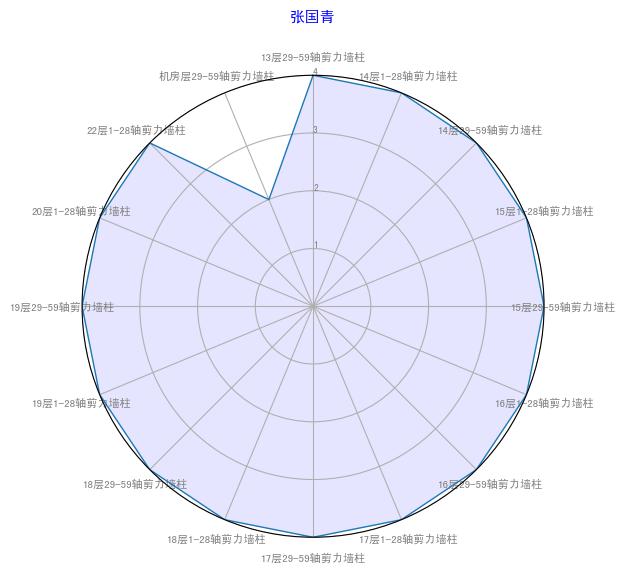 张国青
13层29-59轴剪力墙柱
4
机房层29-59轴剪力墙柱
14层1-28轴剪力墙柱
22层1-28轴剪力墙柱
3
14层29-59轴剪力墙柱
2
20层1-28轴剪力墙柱
15层1-28轴剪力墙柱
1
19层29-59轴剪力墙柱
15层29-59轴剪力墙柱
19层1-28轴剪力墙柱
16层1-28轴剪力墙柱
18层29-59轴剪力墙柱
16层29-59轴剪力墙柱
18层1-28轴剪力墙柱
17层1-28轴剪力墙柱
17层29-59轴剪力墙柱